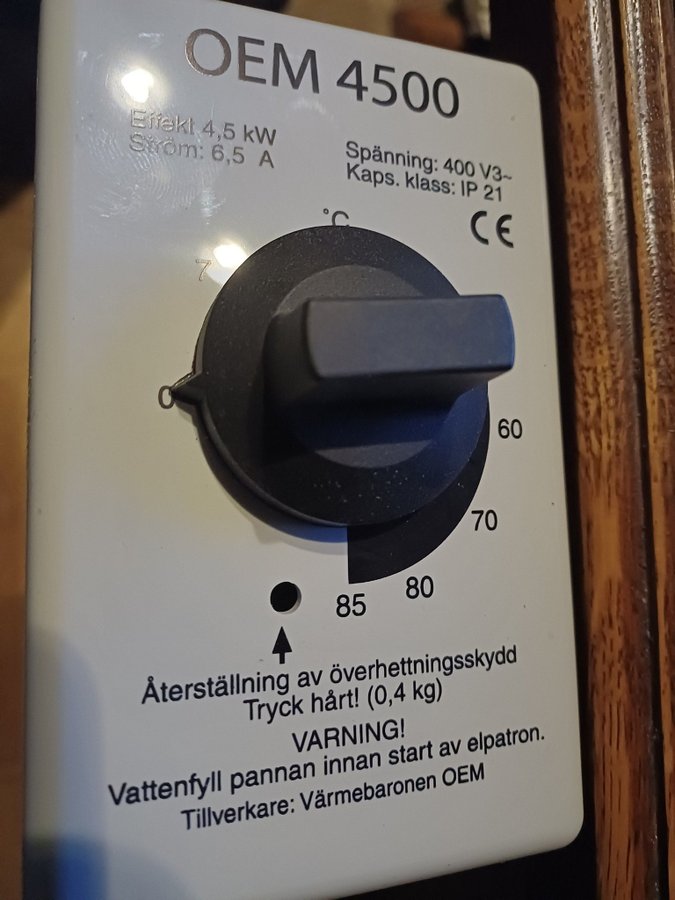 OEM 4500
Effekt 4,5 kW
Ström: 6,5 A
Spänning: 400 V3~
Kaps. klass: IP 21
CE
°C
7
0
60
70
80
85
Återställning av överhettningsskydd
Tryck hårt! (0,4 kg)
VARNING!
Vattenfyll pannan innan start av elpatron.
Tillverkare: Värmebaronen OEM